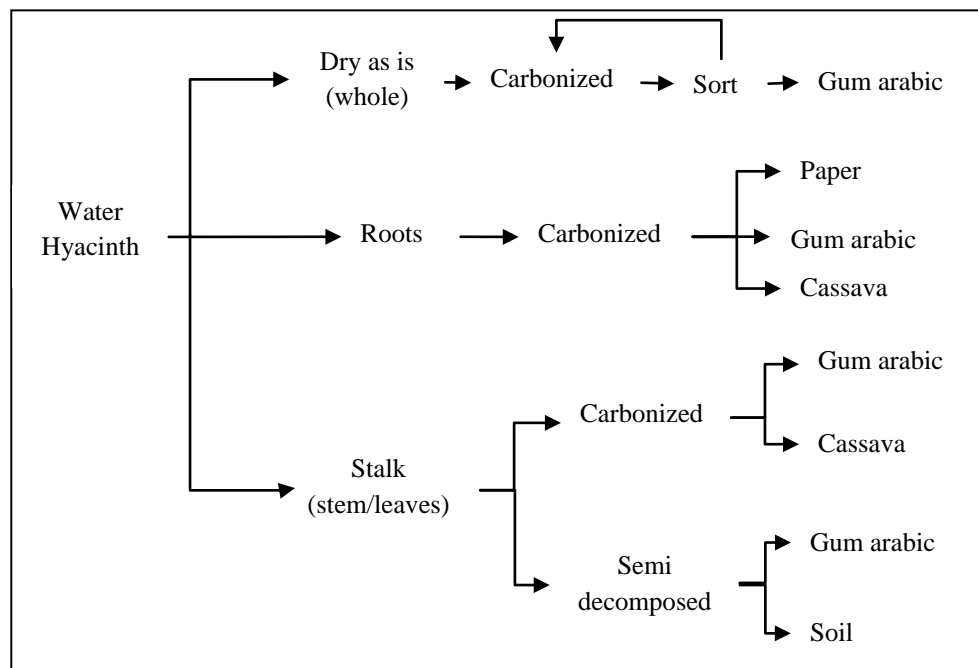 Dry as is
(whole)
Carbonized
Sort
Gum arabic
Water
Hyacinth
Roots
Carbonized
Paper
Gum arabic
Cassava
Stalk
(stem/leaves)
Carbonized
Gum arabic
Cassava
Semi
decomposed
Gum arabic
Soil